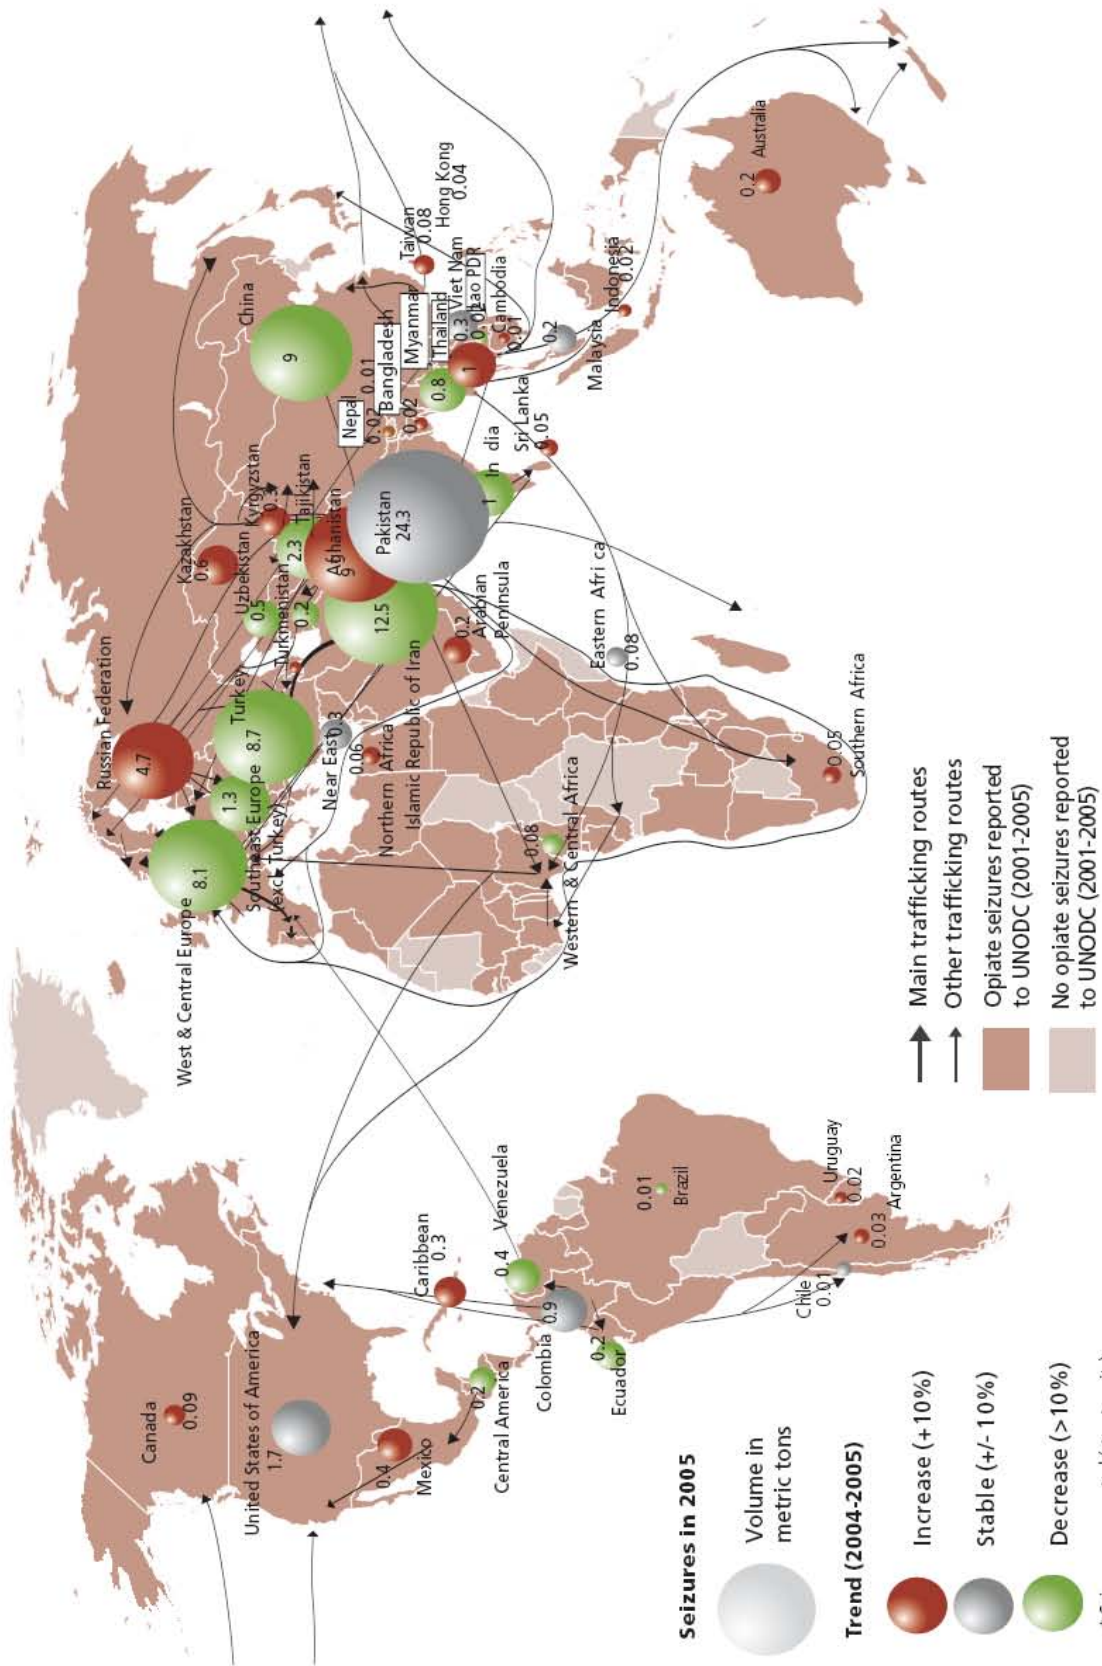 Canada
0.09
United States of America
1.7
0.4
Mexico
Central America
0.2
Caribbean
0.3
0.4
Venezuela
0.9
Colombia
0.2
Ecuador
0.01
Brazil
Uruguay
0.02
0.03
Argentina
Chile
0.01
West & Central Europe
8.1
Russian Federation
4.7
1.3
Southeast Europe
(excl. Turkey)
Turkey
8.7
Near East
0.3
0.06
Northern Africa
Islamic Republic of Iran
12.5
Turkmenistan
0.2
Uzbekistan
0.5
Kazakhstan
0.6
Kyrgyzstan
0.3
Tajikistan
2.3
Afghanistan
9
Pakistan
24.3
0.2
Arabian
Peninsula
In dia
1
Sri Lanka
0.05
Nepal
0.02
0.01
Bangladesh
0.02
China
9
Myanmar
0.8
Thailand
1
Viet Nam
0.3
Lao PDR
0.02
Cambodia
0.01
Taiwan
0.08
Hong Kong
0.04
0.2
Malaysia
Indonesia
0.02
0.2
Australia
Eastern Afri ca
0.08
0.08
Western & Central Africa
0.05
Southern Africa
Seizures in 2005
Volume in
metric tons
Trend (2004-2005)
Increase (+10%)
Stable (+/- 10%)
Decrease (>10%)
Main trafficking routes
Other trafficking routes
Opiate seizures reported
to UNODC (2001-2005)
No opiate seizures reported
to UNODC (2001-2005)